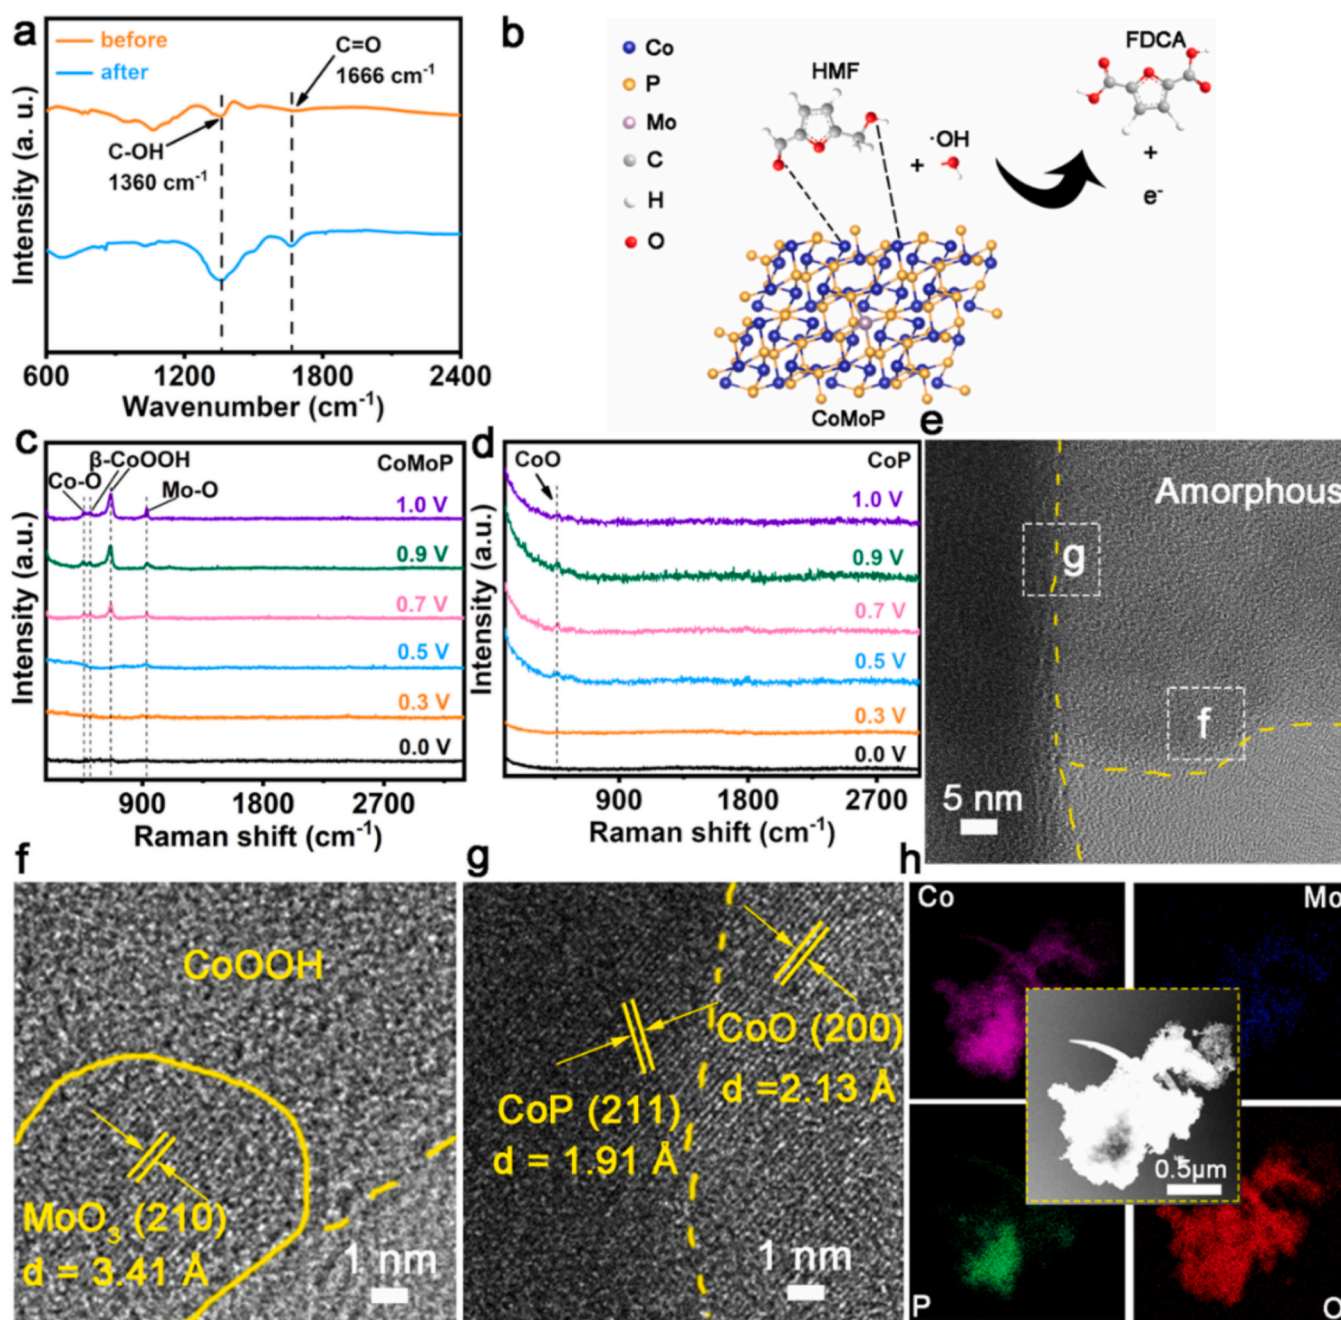 a
before
after
C=O
1666 cm⁻¹
C-OH
1360 cm⁻¹
Intensity (a. u.)
600
1200
1800
2400
Wavenumber (cm⁻¹)
b
Co
P
Mo
C
H
O
HMF
+
·OH
FDCA
+
e⁻
CoMoP
c
β-CoOOH
Co-O
Mo-O
CoMoP
1.0 V
0.9 V
0.7 V
0.5 V
0.3 V
0.0 V
Intensity (a.u.)
900
1800
2700
Raman shift (cm⁻¹)
d
CoO
CoP
1.0 V
0.9 V
0.7 V
0.5 V
0.3 V
0.0 V
Intensity (a.u.)
900
1800
2700
Raman shift (cm⁻¹)
e
Amorphous
g
f
5 nm
f
CoOOH
MoO₃ (210)
d = 3.41 Å
1 nm
g
CoO (200)
d =2.13 Å
CoP (211)
d = 1.91 Å
1 nm
h
Co
Mo
0.5μm
P
O